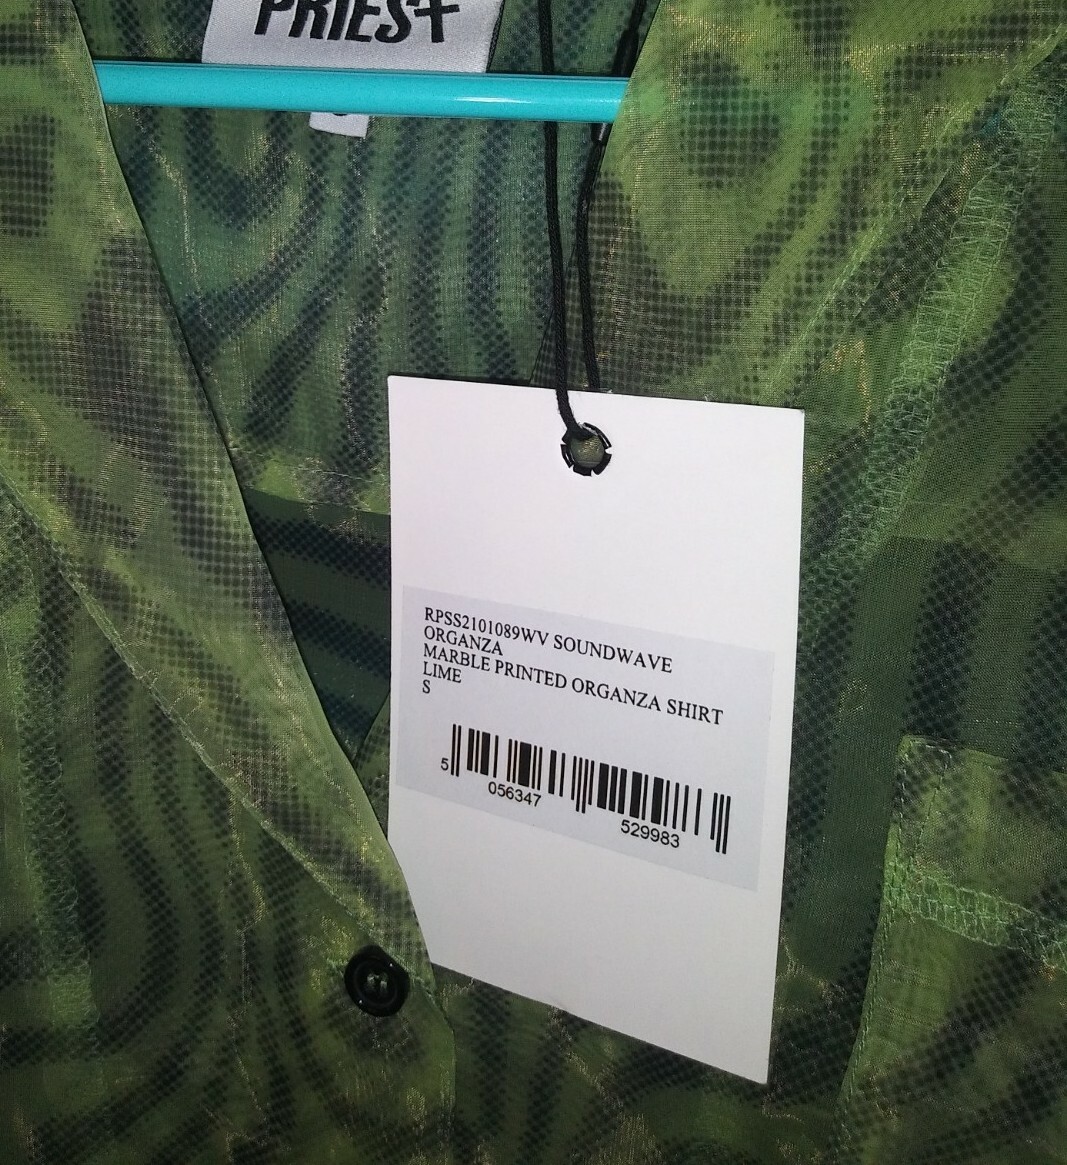 PRIEST
RPSS2101089WV SOUNDWAVE
ORGANZA
MARBLE PRINTED ORGANZA SHIRT
LIME
S
5
056347
529983